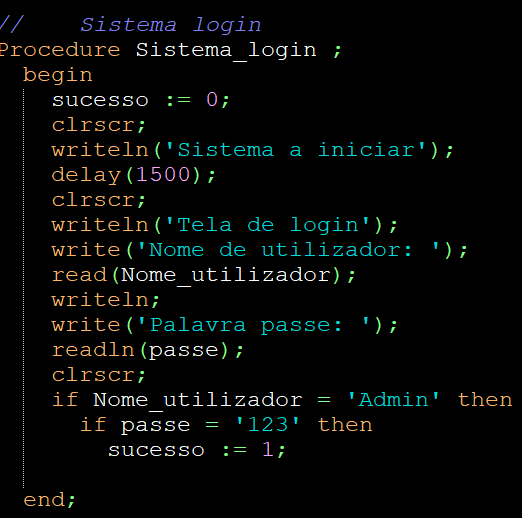 //    Sistema login
Procedure Sistema_login ;
  begin
    sucesso := 0;
    clrscr;
    writeln('Sistema a iniciar');
    delay(1500);
    clrscr;
    writeln('Tela de login');
    write('Nome de utilizador: ');
    read(Nome_utilizador);
    writeln;
    write('Palavra passe: ');
    readln(passe);
    clrscr;
    if Nome_utilizador = 'Admin' then
      if passe = '123' then
        sucesso := 1;
  end;